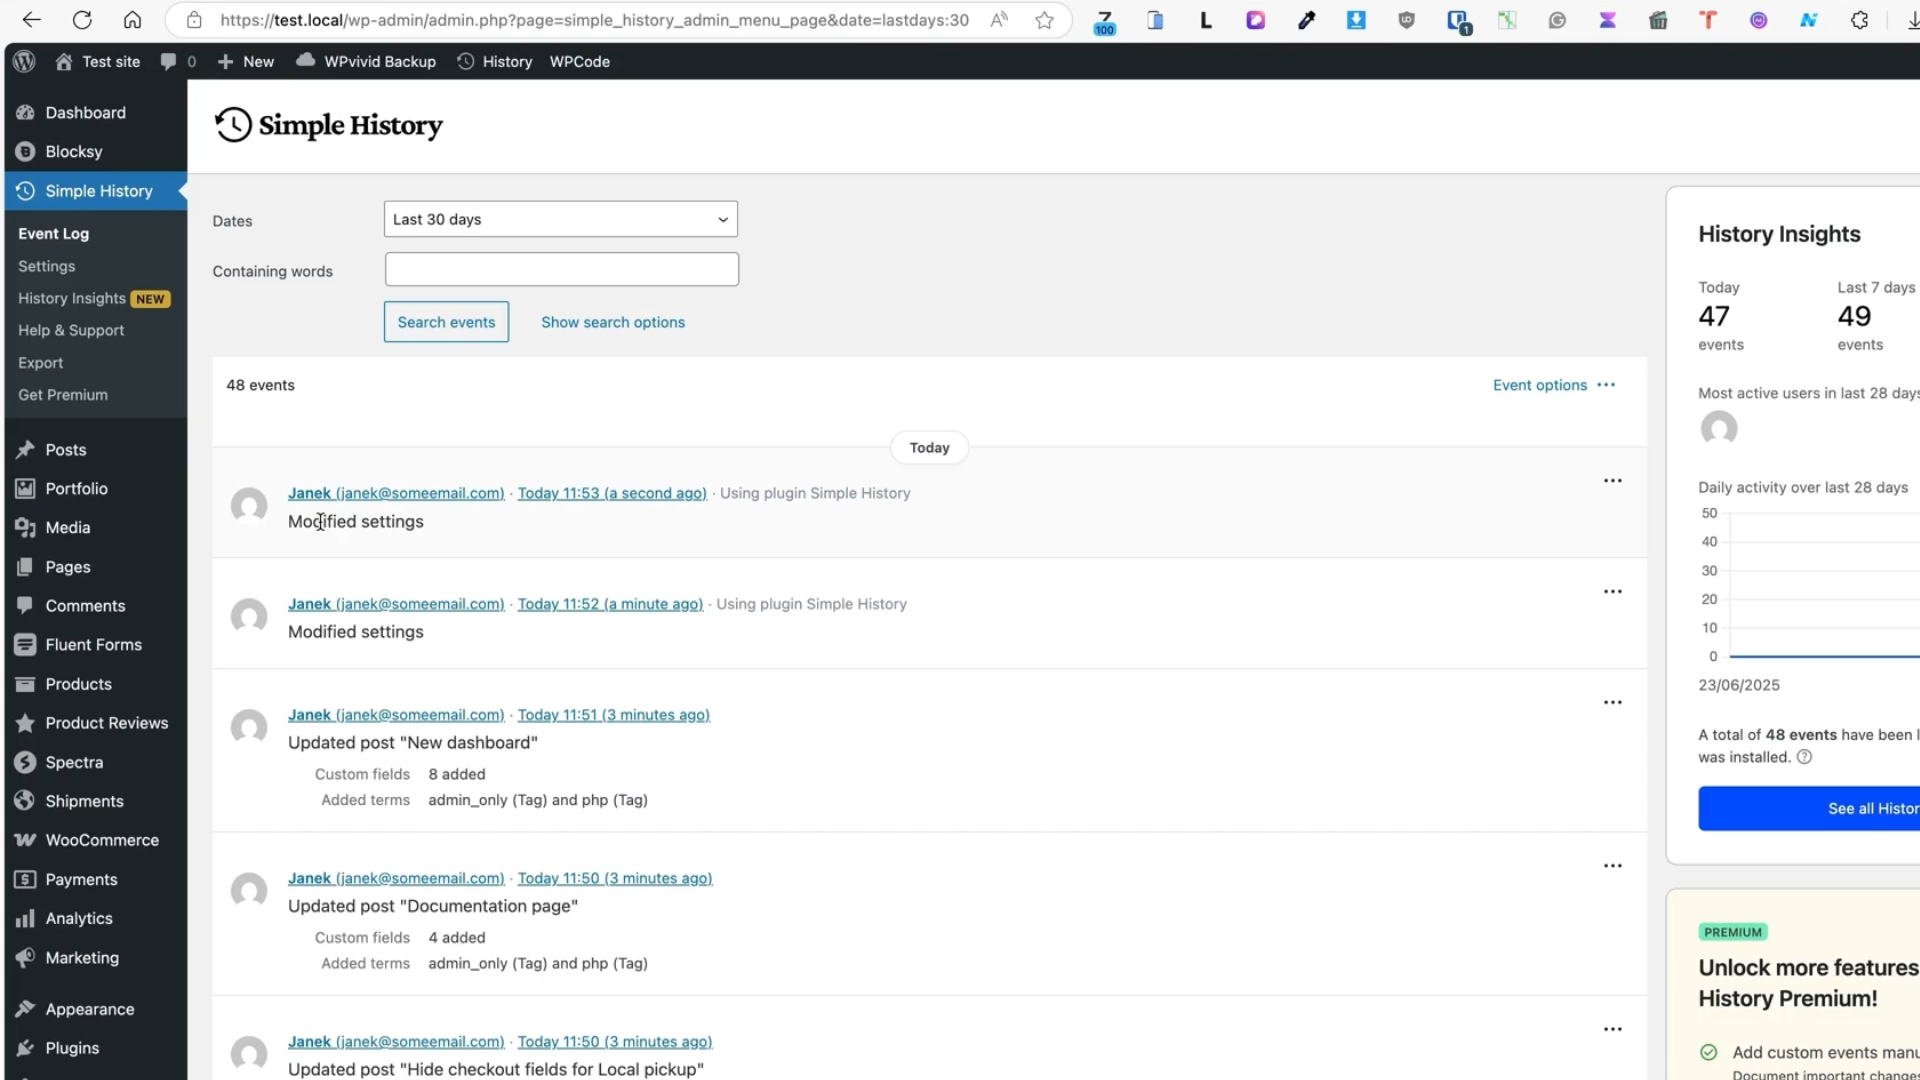 https://test.local/wp-admin/admin.php?page=simple_history_admin_menu_page&date=lastdays:30
100
L
1
Test site
0
New
WPvivid Backup
History
WPCode
Dashboard
Blocksy
Simple History
Event Log
Settings
History Insights NEW
Help & Support
Export
Get Premium
Posts
Portfolio
Media
Pages
Comments
Fluent Forms
Products
Product Reviews
Spectra
Shipments
WooCommerce
Payments
Analytics
Marketing
Appearance
Plugins
Simple History
Dates
Last 30 days
Containing words
Search events
Show search options
48 events
Event options
Today
Janek (janek@someemail.com) · Today 11:53 (a second ago) · Using plugin Simple History
Modified settings
Janek (janek@someemail.com) · Today 11:52 (a minute ago) · Using plugin Simple History
Modified settings
Janek (janek@someemail.com) · Today 11:51 (3 minutes ago)
Updated post "New dashboard"
Custom fields 8 added
Added terms admin_only (Tag) and php (Tag)
Janek (janek@someemail.com) · Today 11:50 (3 minutes ago)
Updated post "Documentation page"
Custom fields 4 added
Added terms admin_only (Tag) and php (Tag)
Janek (janek@someemail.com) · Today 11:50 (3 minutes ago)
Updated post "Hide checkout fields for Local pickup"
History Insights
Today
47
events
Last 7 days
49
events
Most active users in last 28 days
Daily activity over last 28 days
50
40
30
20
10
0
23/06/2025
A total of 48 events have been l
was installed.
See all Histor
PREMIUM
Unlock more features
History Premium!
Add custom events manu
Document important changes